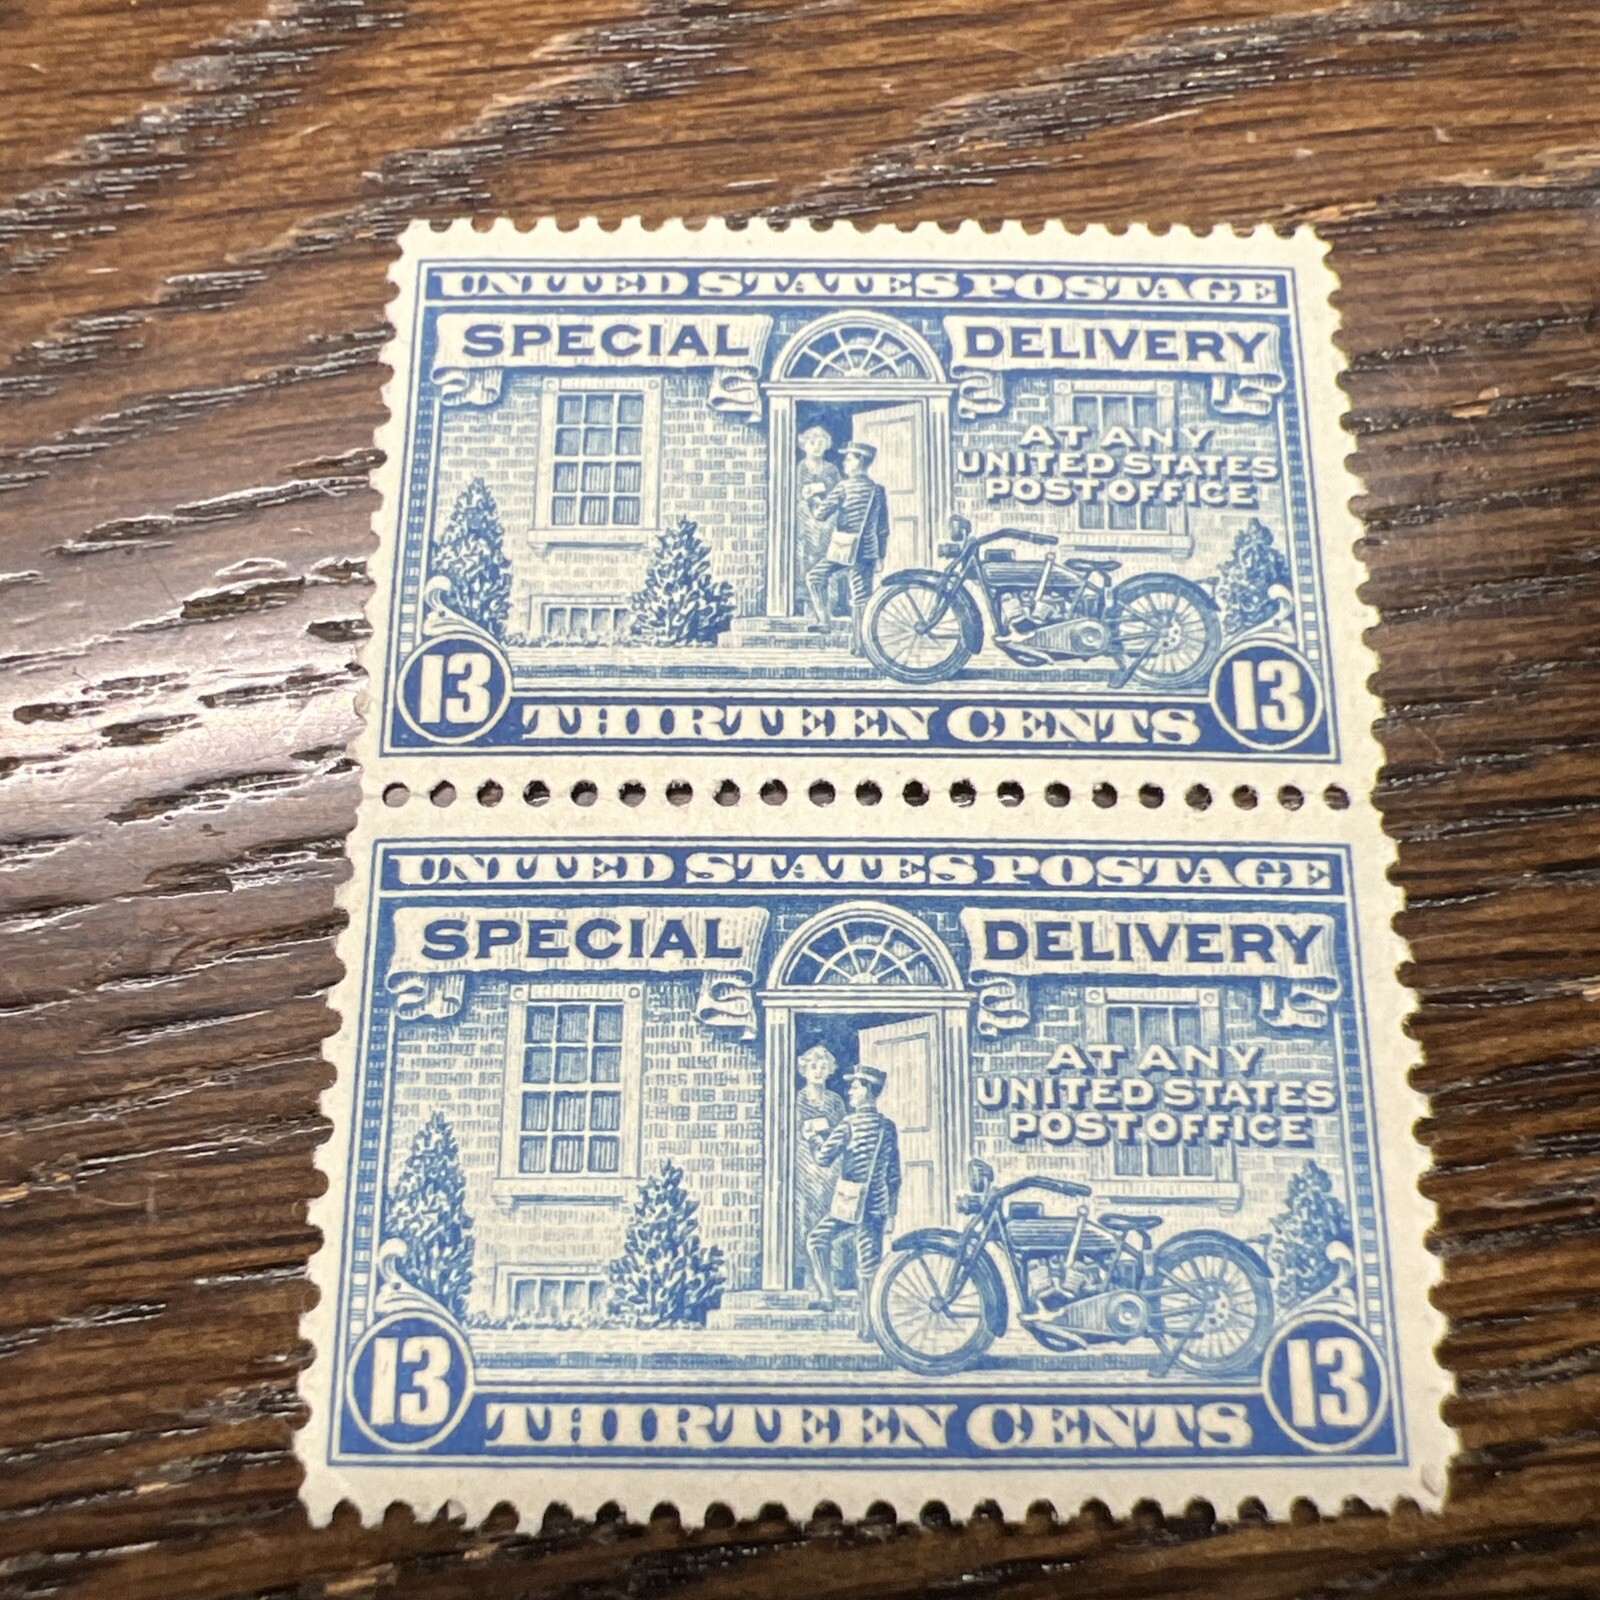 UNITED STATES POSTAGE
SPECIAL DELIVERY
AT ANY
UNITED STATES
POST OFFICE
13 13
THIRTEEN CENTS
UNITED STATES POSTAGE
SPECIAL DELIVERY
AT ANY
UNITED STATES
POST OFFICE
13 13
THIRTEEN CENTS